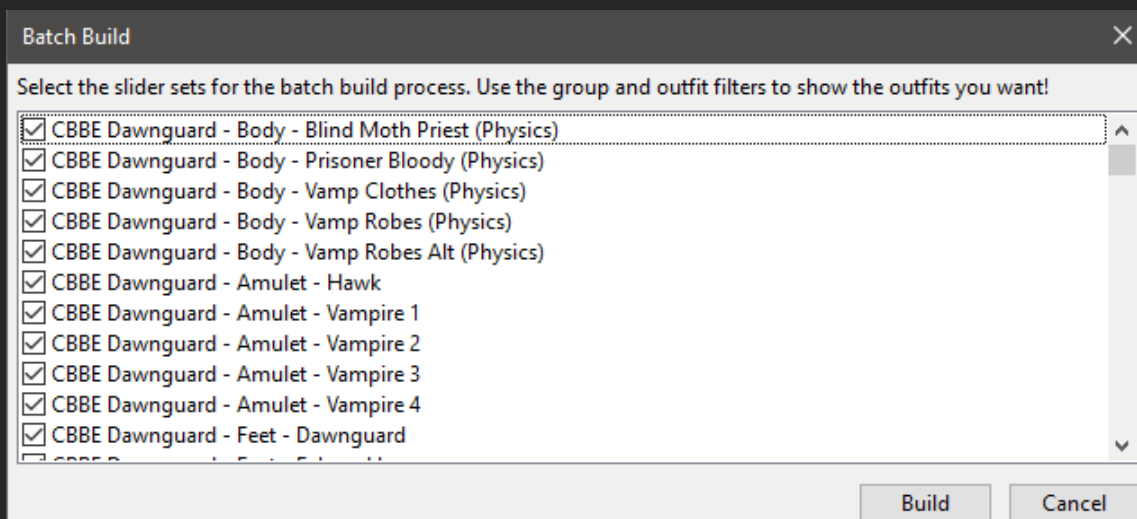 Batch Build
Select the slider sets for the batch build process. Use the group and outfit filters to show the outfits you want!
CBBE Dawnguard - Body - Blind Moth Priest (Physics)
CBBE Dawnguard - Body - Prisoner Bloody (Physics)
CBBE Dawnguard - Body - Vamp Clothes (Physics)
CBBE Dawnguard - Body - Vamp Robes (Physics)
CBBE Dawnguard - Body - Vamp Robes Alt (Physics)
CBBE Dawnguard - Amulet - Hawk
CBBE Dawnguard - Amulet - Vampire 1
CBBE Dawnguard - Amulet - Vampire 2
CBBE Dawnguard - Amulet - Vampire 3
CBBE Dawnguard - Amulet - Vampire 4
CBBE Dawnguard - Feet - Dawnguard
Build Cancel